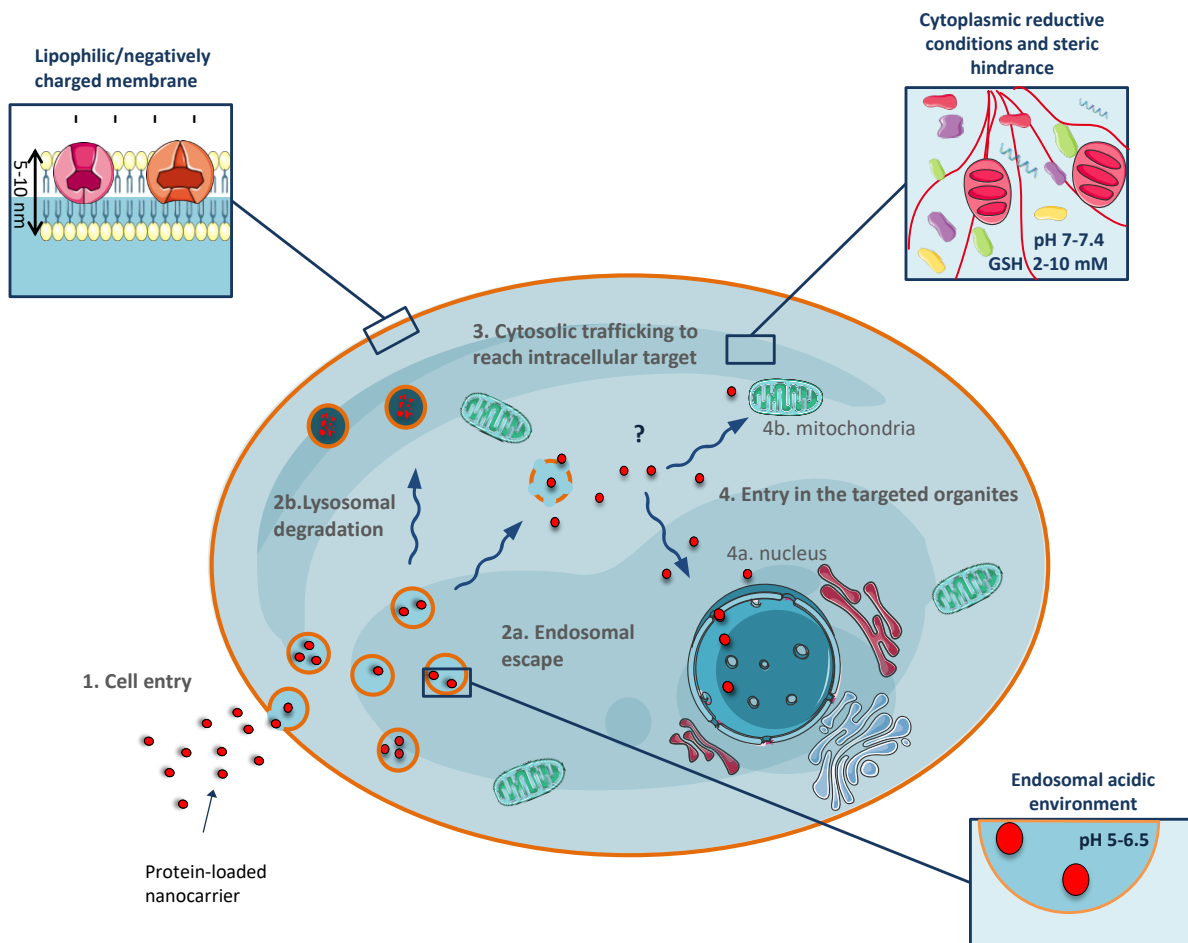 Lipophilic/negatively
charged membrane
- - - -
5-10 nm
Cytoplasmic reductive
conditions and steric
hindrance
pH 7-7.4
GSH 2-10 mM
3. Cytosolic trafficking to
reach intracellular target
?
4b. mitochondria
2b.Lysosomal
degradation
4. Entry in the targeted organites
4a. nucleus
2a. Endosomal
escape
1. Cell entry
Protein-loaded
nanocarrier
Endosomal acidic
environment
pH 5-6.5